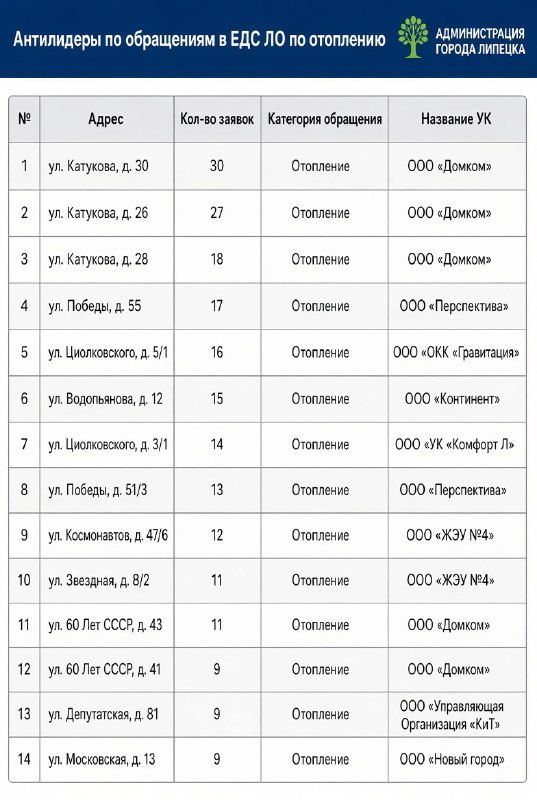 Антилидеры по обращениям в ЕДС ЛО по отоплению
АДМИНИСТРАЦИЯ
ГОРОДА ЛИПЕЦКА
№ Адрес Кол-во заявок Категория обращения Название УК
1 ул. Катукова, д. 30 30 Отопление ООО «Домком»
2 ул. Катукова, д. 26 27 Отопление ООО «Домком»
3 ул. Катукова, д. 28 18 Отопление ООО «Домком»
4 ул. Победы, д. 55 17 Отопление ООО «Перспектива»
5 ул. Циолковского, д. 5/1 16 Отопление ООО «ОКК «Гравитация»
6 ул. Водопьянова, д. 12 15 Отопление ООО «Континент»
7 ул. Циолковского, д. 3/1 14 Отопление ООО «УК «Комфорт Л»
8 ул. Победы, д. 51/3 13 Отопление ООО «Перспектива»
9 ул. Космонавтов, д. 47/6 12 Отопление ООО «ЖЭУ №4»
10 ул. Звездная, д. 8/2 11 Отопление ООО «ЖЭУ №4»
11 ул. 60 Лет СССР, д. 43 11 Отопление ООО «Домком»
12 ул. 60 Лет СССР, д. 41 9 Отопление ООО «Домком»
13 ул. Депутатская, д. 81 9 Отопление ООО «Управляющая
Организация «КиТ»
14 ул. Московская, д. 13 9 Отопление ООО «Новый город»